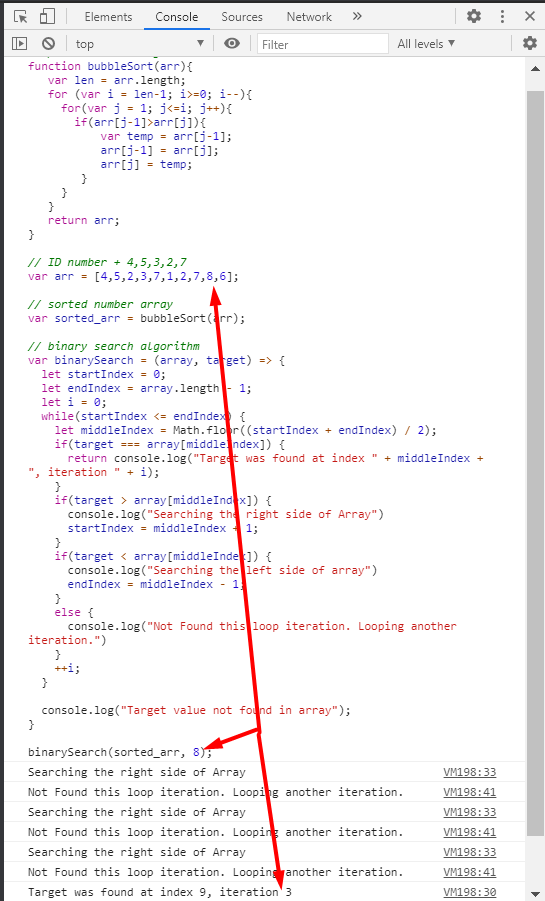 Elements Console Sources Network »
top ▼ Filter All levels ▼
function bubbleSort(arr){
var len = arr.length;
for (var i = len-1; i>=0; i--){
for(var j = 1; j<=i; j++){
if(arr[j-1]>arr[j]){
var temp = arr[j-1];
arr[j-1] = arr[j];
arr[j] = temp;
}
}
}
return arr;
}
// ID number + 4,5,3,2,7
var arr = [4,5,2,3,7,1,2,7,8,6];
// sorted number array
var sorted_arr = bubbleSort(arr);
// binary search algorithm
var binarySearch = (array, target) => {
let startIndex = 0;
let endIndex = array.length - 1;
let i = 0;
while(startIndex <= endIndex) {
let middleIndex = Math.floor((startIndex + endIndex) / 2);
if(target === array[middleIndex]) {
return console.log("Target was found at index " + middleIndex +
", iteration " + i);
}
if(target > array[middleIndex]) {
console.log("Searching the right side of Array")
startIndex = middleIndex + 1;
}
if(target < array[middleIndex]) {
console.log("Searching the left side of array")
endIndex = middleIndex - 1;
}
else {
console.log("Not Found this loop iteration. Looping another
iteration.")
}
++i;
}
console.log("Target value not found in array");
}
binarySearch(sorted_arr, 8);
Searching the right side of Array VM198:33
Not Found this loop iteration. Looping another iteration. VM198:41
Searching the right side of Array VM198:33
Not Found this loop iteration. Looping another iteration. VM198:41
Searching the right side of Array VM198:33
Not Found this loop iteration. Looping another iteration. VM198:41
Target was found at index 9, iteration 3 VM198:30